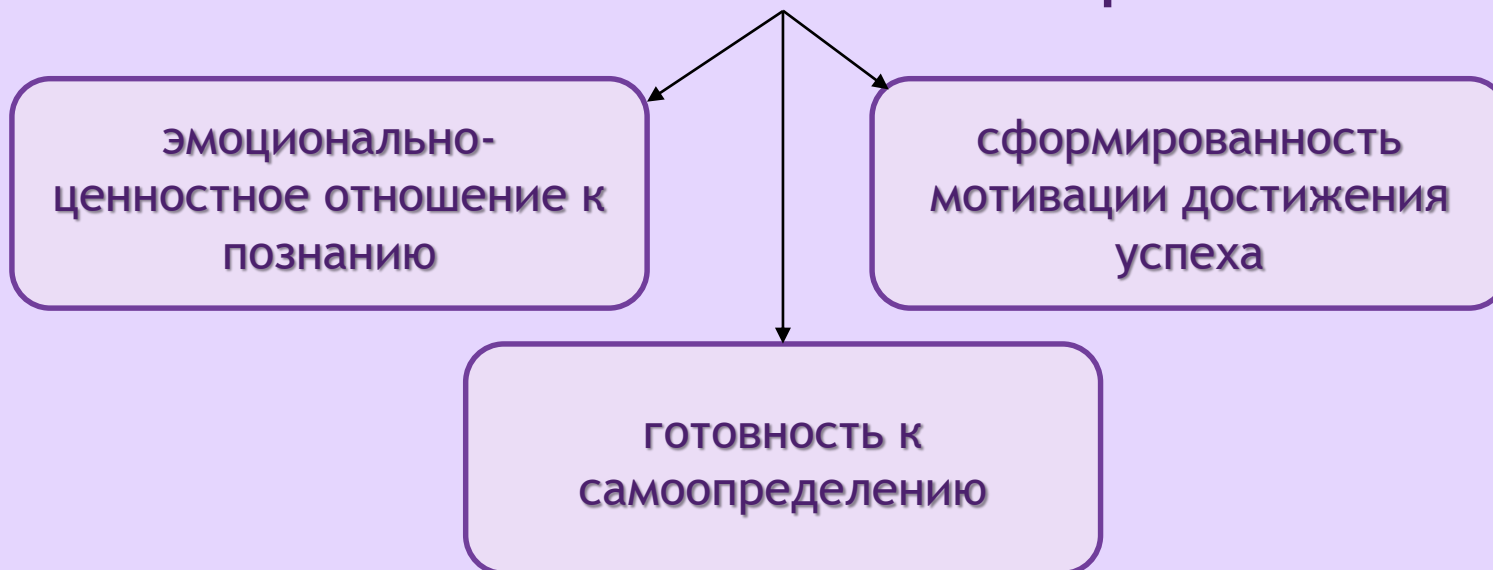 эмоционально-
ценностное отношение к
познанию
сформированность
мотивации достижения
успеха
готовность к
самоопределению